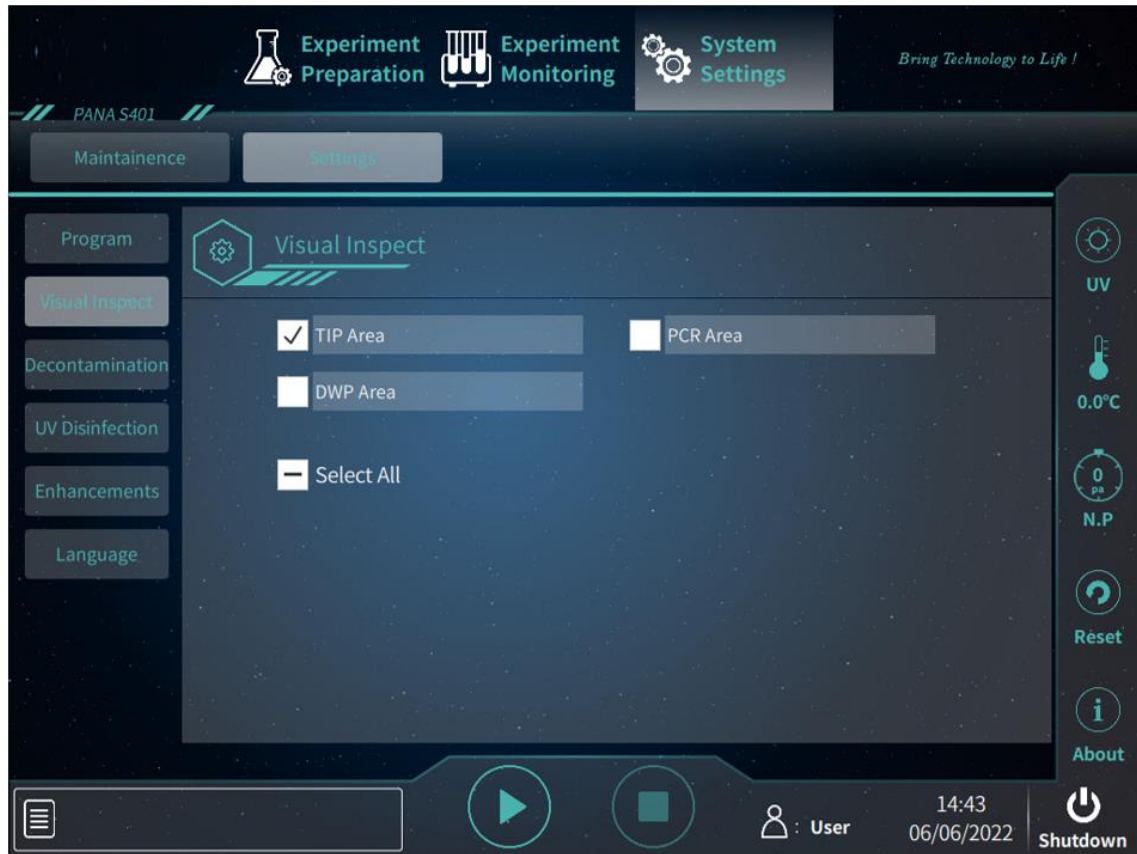 Experiment
Preparation
Experiment
Monitoring
System
Settings
Bring Technology to Life !
PANA S401
Maintainence
Settings
Program
Visual Inspect
Decontamination
UV Disinfection
Enhancements
Language
Visual Inspect
TIP Area
PCR Area
DWP Area
Select All
UV
0.0°C
0
pa
N.P
Reset
i
About
: User
14:43
06/06/2022
Shutdown